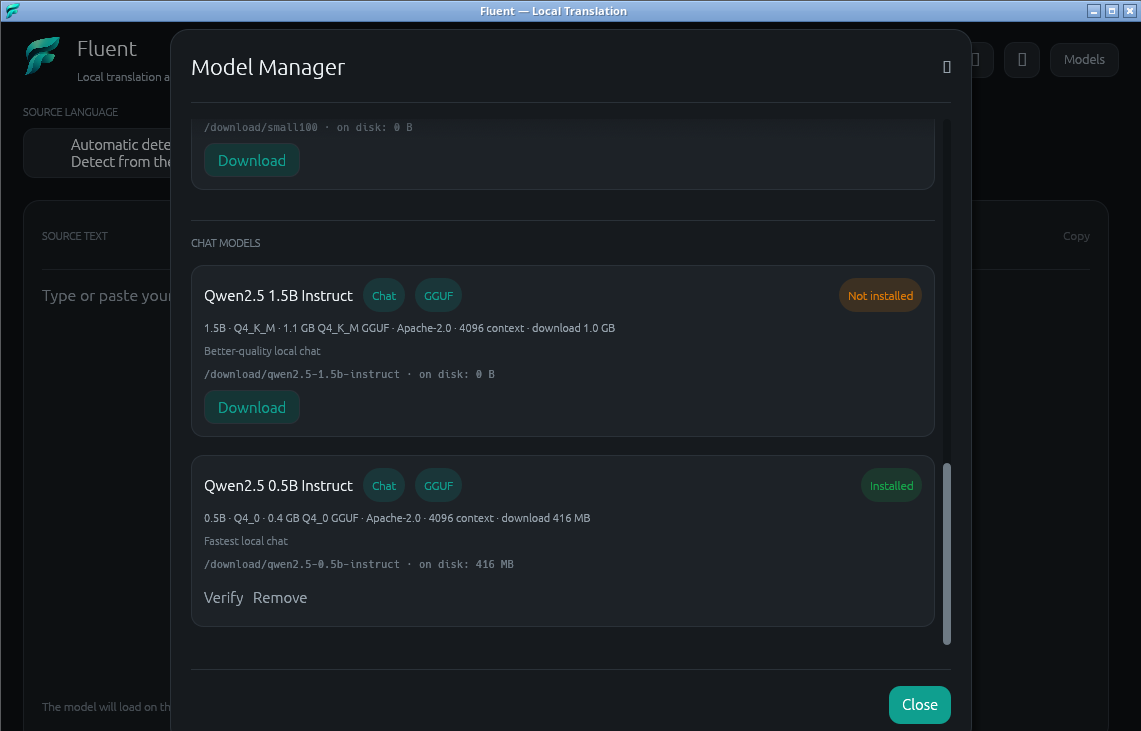 Fluent — Local Translation
Fluent
Local translation a
Models
SOURCE LANGUAGE
Automatic dete
Detect from the
SOURCE TEXT
Copy
Type or paste your
The model will load on th
Model Manager
/download/small100 · on disk: 0 B
Download
CHAT MODELS
Qwen2.5 1.5B Instruct Chat GGUF Not installed
1.5B · Q4_K_M · 1.1 GB Q4_K_M GGUF · Apache-2.0 · 4096 context · download 1.0 GB
Better-quality local chat
/download/qwen2.5-1.5b-instruct · on disk: 0 B
Download
Qwen2.5 0.5B Instruct Chat GGUF Installed
0.5B · Q4_0 · 0.4 GB Q4_0 GGUF · Apache-2.0 · 4096 context · download 416 MB
Fastest local chat
/download/qwen2.5-0.5b-instruct · on disk: 416 MB
Verify Remove
Close